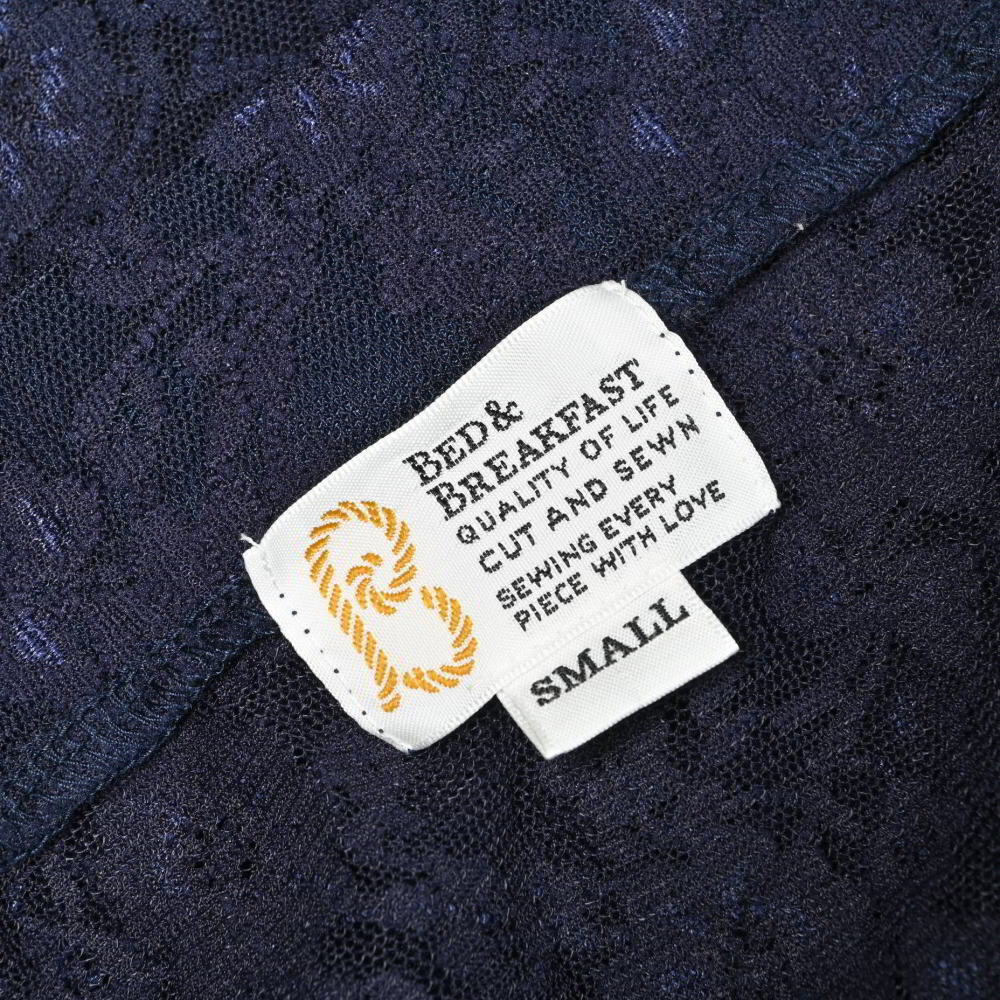 B
BED &
BREAKFAST
QUALITY OF LIFE
CUT AND SEWN
SEWING EVERY
PIECE WITH LOVE
SMALL